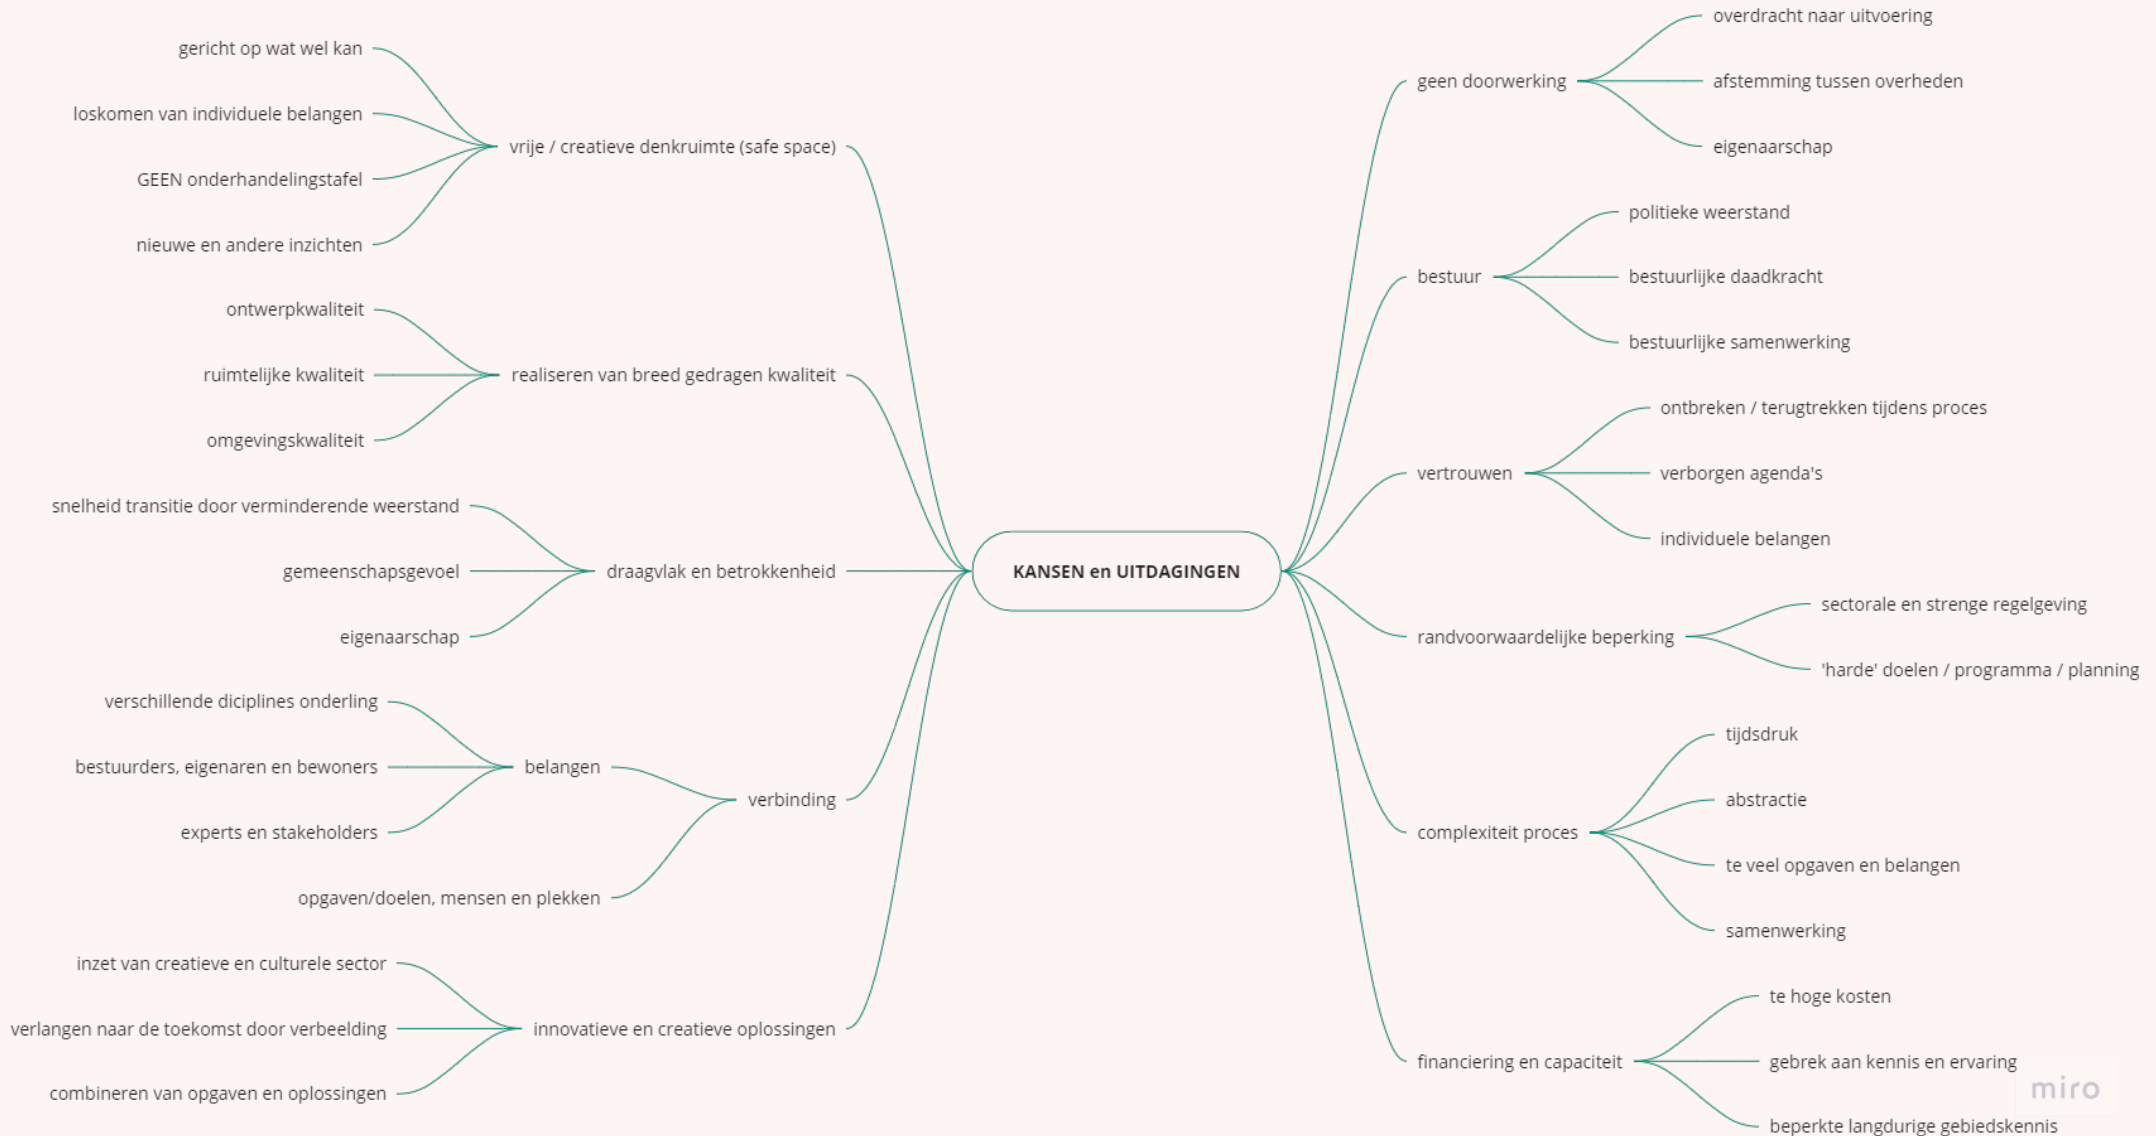 gericht op wat wel kan
loskomen van individuele belangen
GEEN onderhandelingstafel
nieuwe en andere inzichten
vrije / creatieve denkruimte (safe space)
ontwerpkwaliteit
ruimtelijke kwaliteit
omgevingskwaliteit
realiseren van breed gedragen kwaliteit
snelheid transitie door verminderende weerstand
gemeenschapsgevoel
eigenaarschap
draagvlak en betrokkenheid
verschillende diciplines onderling
bestuurders, eigenaren en bewoners
experts en stakeholders
belangen
opgaven/doelen, mensen en plekken
verbinding
inzet van creatieve en culturele sector
verlangen naar de toekomst door verbeelding
combineren van opgaven en oplossingen
innovatieve en creatieve oplossingen
KANSEN en UITDAGINGEN
geen doorwerking
overdracht naar uitvoering
afstemming tussen overheden
eigenaarschap
bestuur
politieke weerstand
bestuurlijke daadkracht
bestuurlijke samenwerking
vertrouwen
ontbreken / terugtrekken tijdens proces
verborgen agenda's
individuele belangen
randvoorwaardelijke beperking
sectorale en strenge regelgeving
'harde' doelen / programma / planning
complexiteit proces
tijdsdruk
abstractie
te veel opgaven en belangen
samenwerking
financiering en capaciteit
te hoge kosten
gebrek aan kennis en ervaring
beperkte langdurige gebiedskennis
miro